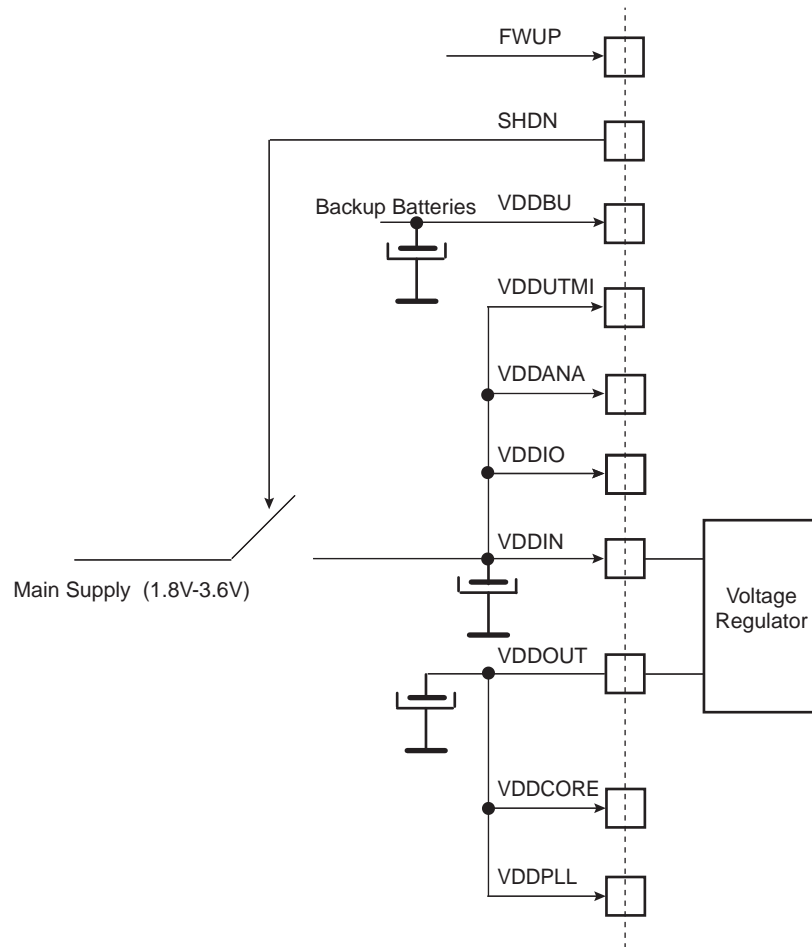 FWUP
SHDN
Backup Batteries
VDDBU
VDDUTMI
VDDANA
VDDIO
VDDIN
Main Supply (1.8V-3.6V)
Voltage
Regulator
VDDOUT
VDDCORE
VDDPLL